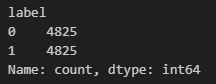 label
0    4825
1    4825
Name: count, dtype: int64